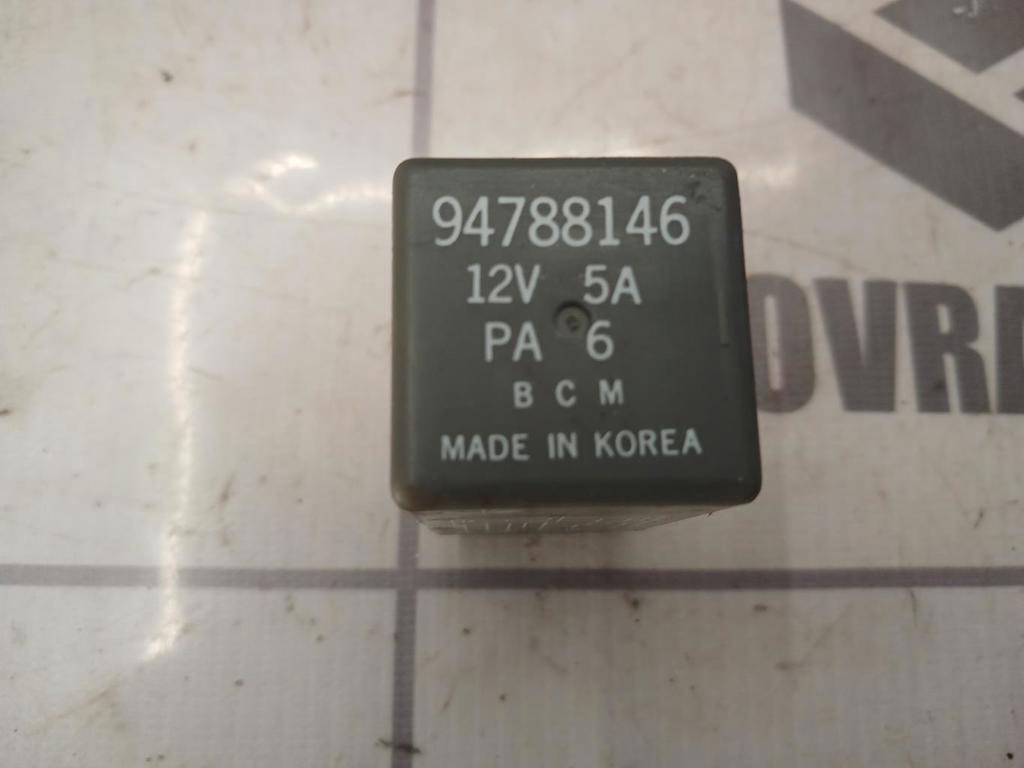 94788146
12V 5A
PA 6
B C M
MADE IN KOREA
OVR